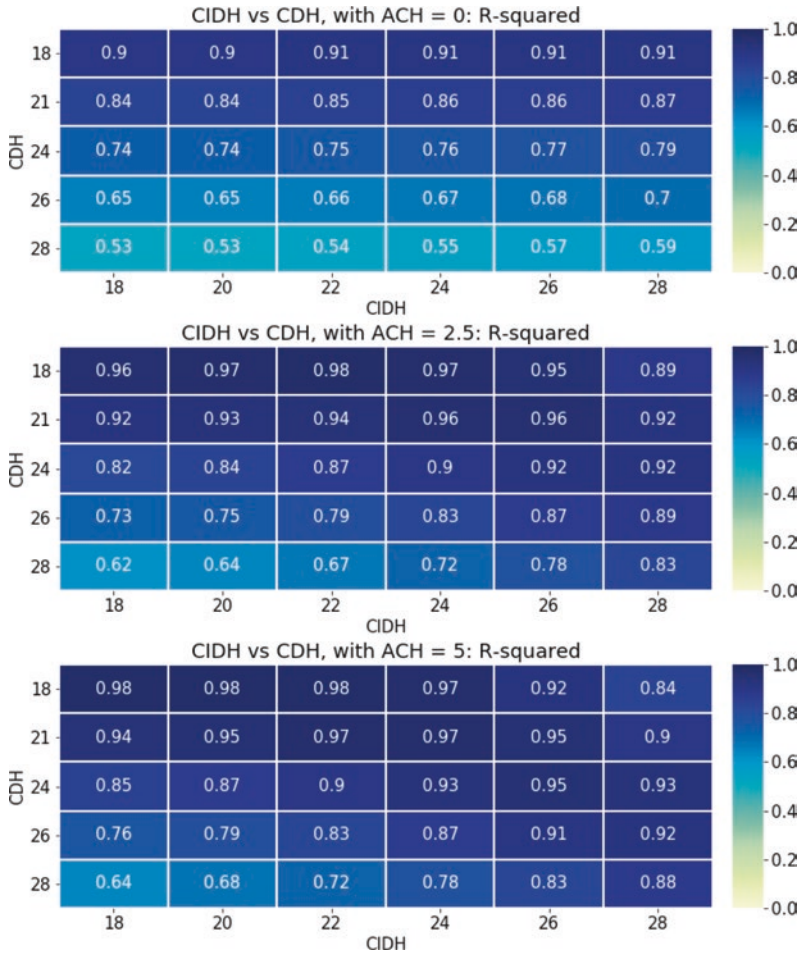 CIDH vs CDH, with ACH = 0: R-squared
18 0.9 0.9 0.91 0.91 0.91 0.91
21 0.84 0.84 0.85 0.86 0.86 0.87
24 0.74 0.74 0.75 0.76 0.77 0.79
26 0.65 0.65 0.66 0.67 0.68 0.7
28 0.53 0.53 0.54 0.55 0.57 0.59
CDH
18 20 22 24 26 28
CIDH
1.0
0.8
0.6
0.4
0.2
0.0
CIDH vs CDH, with ACH = 2.5: R-squared
18 0.96 0.97 0.98 0.97 0.95 0.89
21 0.92 0.93 0.94 0.96 0.96 0.92
24 0.82 0.84 0.87 0.9 0.92 0.92
26 0.73 0.75 0.79 0.83 0.87 0.89
28 0.62 0.64 0.67 0.72 0.78 0.83
CDH
18 20 22 24 26 28
CIDH
1.0
0.8
0.6
0.4
0.2
0.0
CIDH vs CDH, with ACH = 5: R-squared
18 0.98 0.98 0.98 0.97 0.92 0.84
21 0.94 0.95 0.97 0.97 0.95 0.9
24 0.85 0.87 0.9 0.93 0.95 0.93
26 0.76 0.79 0.83 0.87 0.91 0.92
28 0.64 0.68 0.72 0.78 0.83 0.88
CDH
18 20 22 24 26 28
CIDH
1.0
0.8
0.6
0.4
0.2
0.0